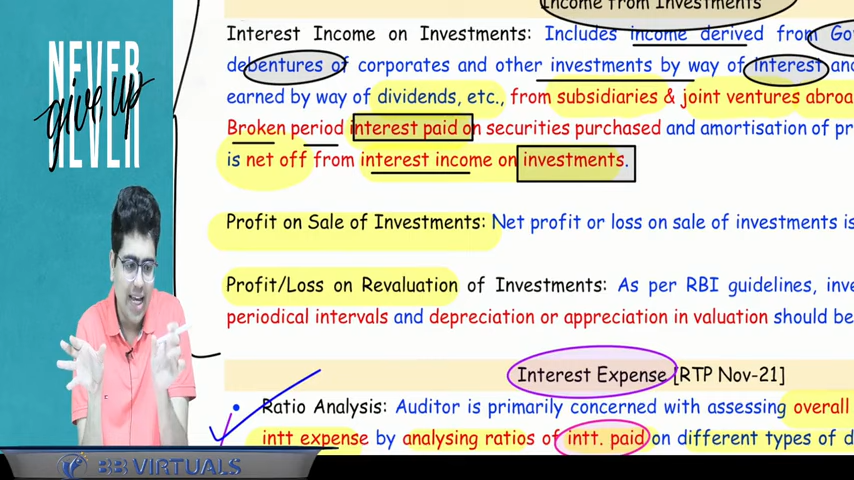 NEVER
give up
NEVER
Income from Investments
Interest Income on Investments: Includes income derived from Go
debentures of corporates and other investments by way of interest and
earned by way of dividends, etc., from subsidiaries & joint ventures abroa
Broken period interest paid on securities purchased and amortisation of pr
is net off from interest income on investments.
Profit on Sale of Investments: Net profit or loss on sale of investments is
Profit/Loss on Revaluation of Investments: As per RBI guidelines, inve
periodical intervals and depreciation or appreciation in valuation should be
Interest Expense [RTP Nov-21]
• Ratio Analysis: Auditor is primarily concerned with assessing overall
intt expense by analysing ratios of intt. paid on different types of d
BB VIRTUALS